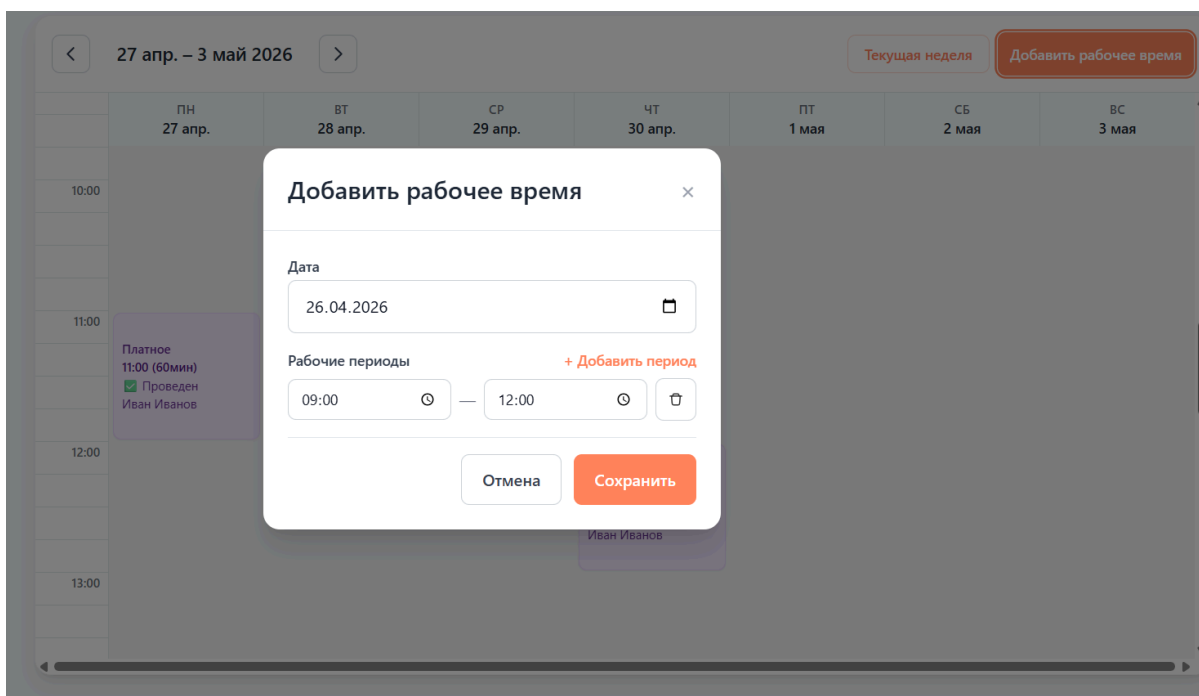 27 апр. – 3 май 2026
Текущая неделя
Добавить рабочее время
ПН
27 апр.
ВТ
28 апр.
СР
29 апр.
ЧТ
30 апр.
ПТ
1 мая
СБ
2 мая
ВС
3 мая
10:00
11:00
12:00
13:00
Платное
11:00 (60мин)
✅ Проведен
Иван Иванов
Добавить рабочее время
×
Дата
26.04.2026
Рабочие периоды
+ Добавить период
09:00 — 12:00
Отмена
Сохранить
Иван Иванов